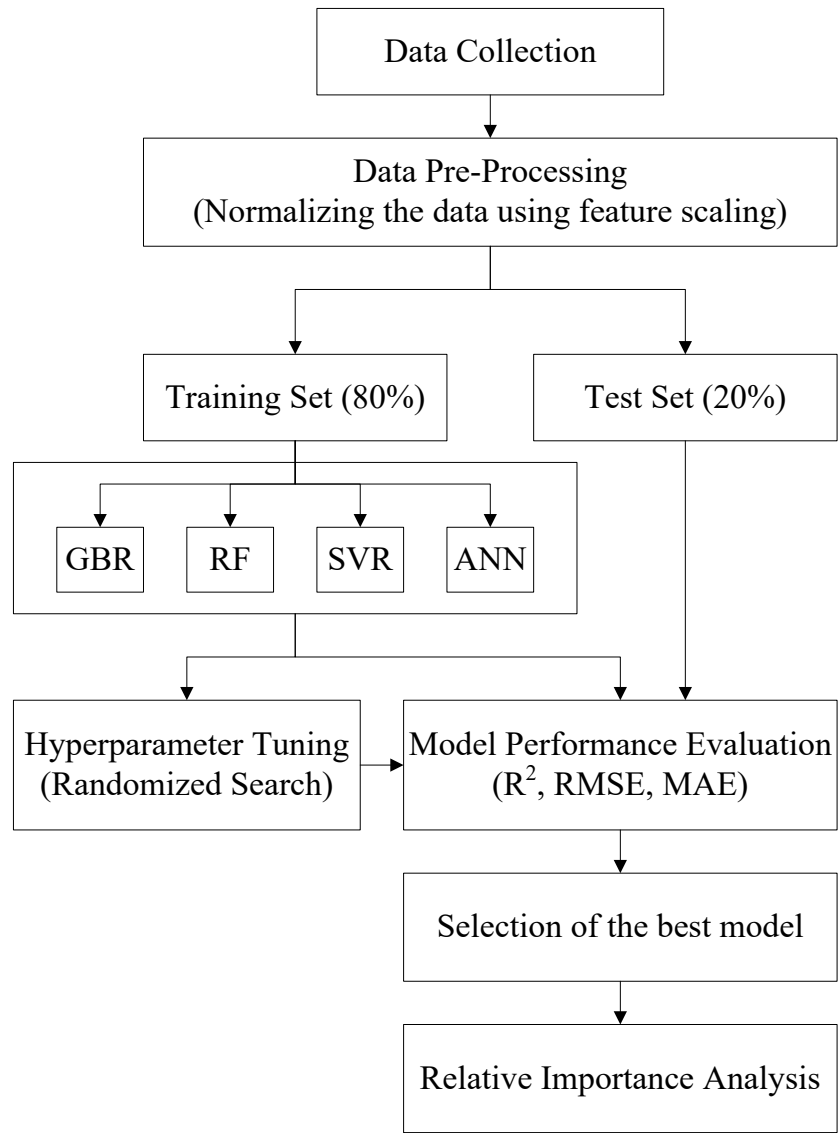 Data Collection
Data Pre-Processing
(Normalizing the data using feature scaling)
Training Set (80%)
Test Set (20%)
GBR
RF
SVR
ANN
Hyperparameter Tuning
(Randomized Search)
Model Performance Evaluation
(R², RMSE, MAE)
Selection of the best model
Relative Importance Analysis